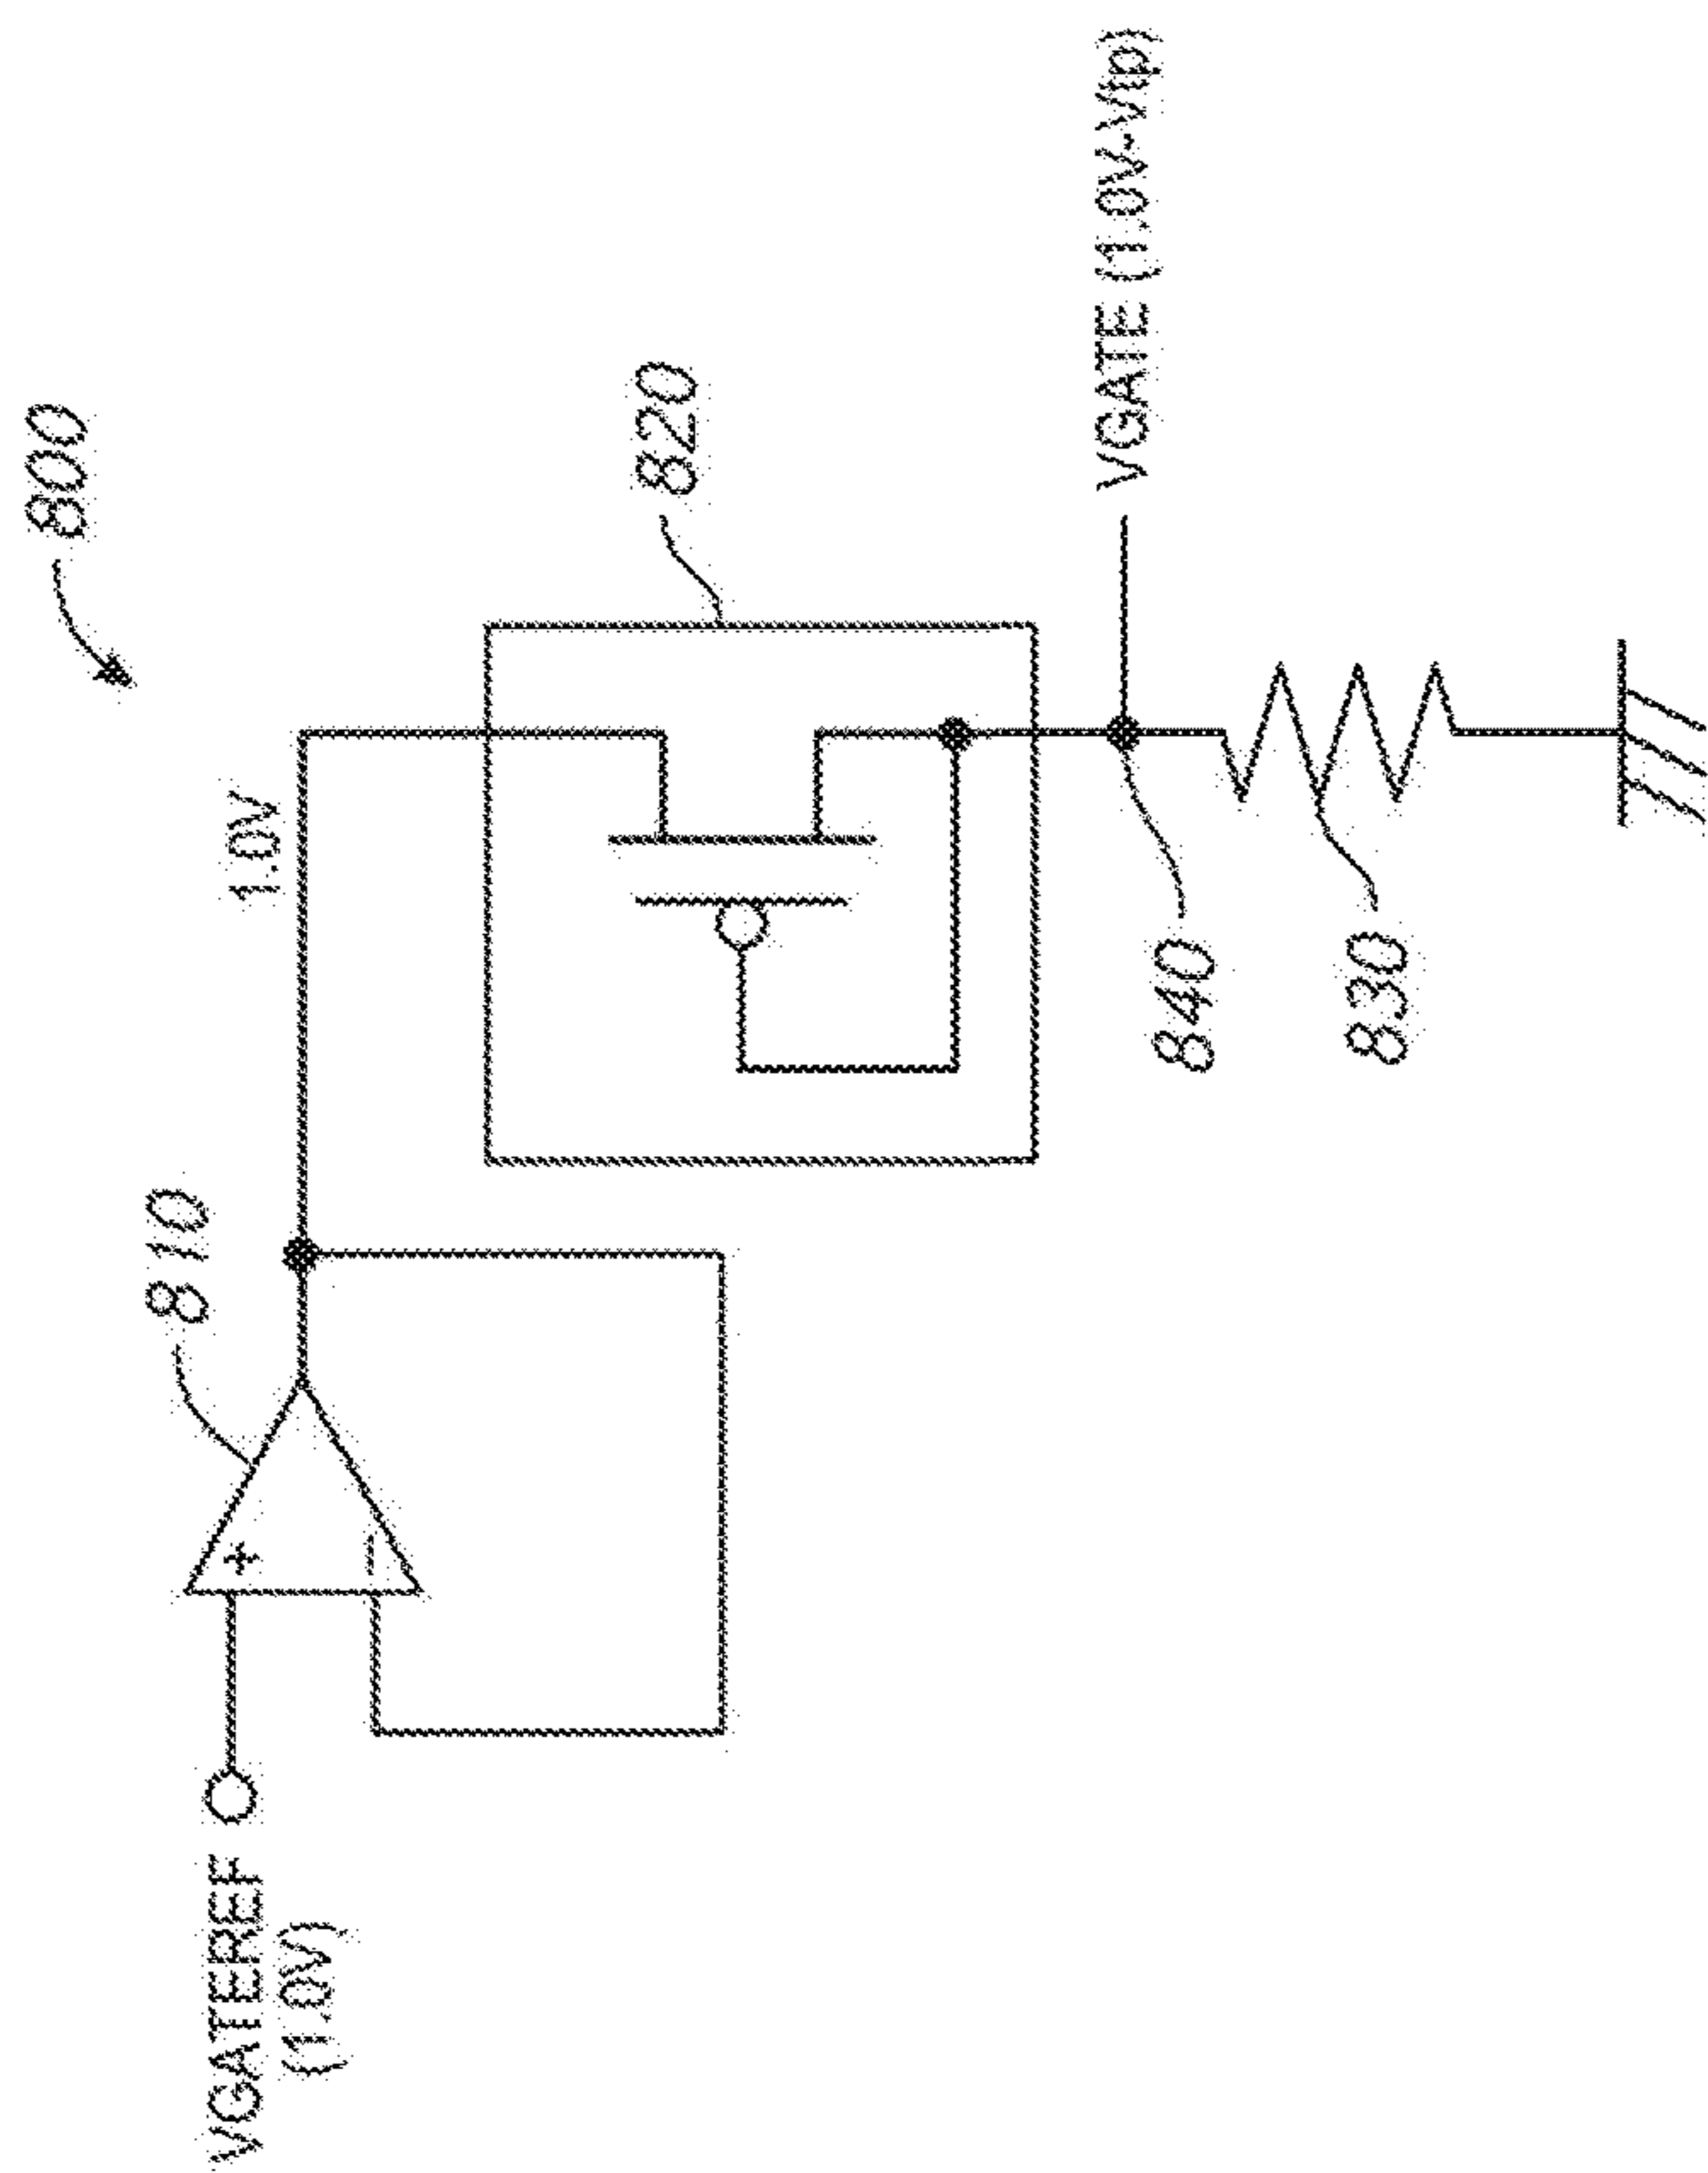 800
810
1.0V
VGATEREF
(1.0V)
+
–
820
840
VGATE (1.0V-Vtp)
830